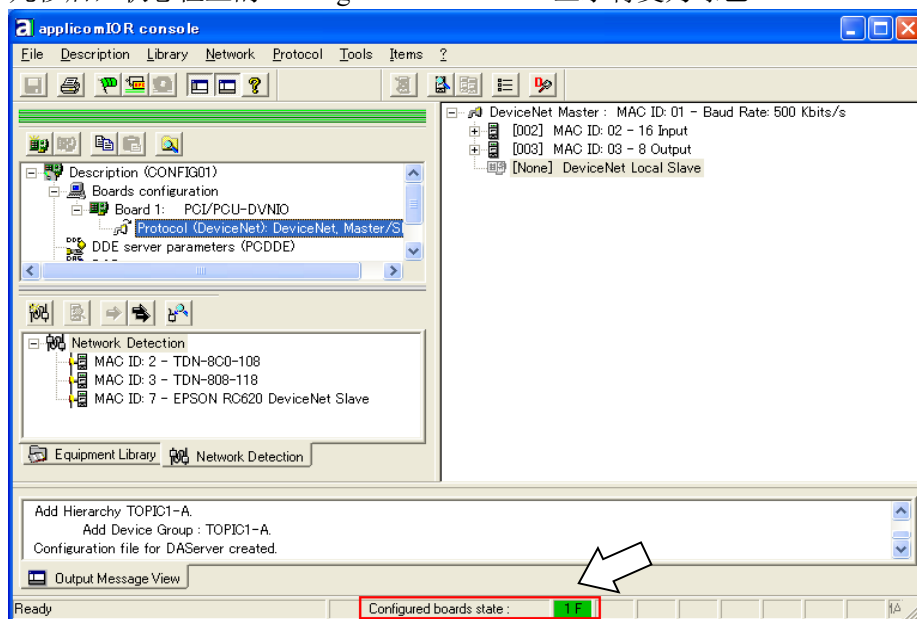 applicomIOR console
File Description Library Network Protocol Tools Items ?
Description (CONFIG01)
Boards configuration
Board 1: PCI/PCU-DVNIO
Protocol (DeviceNet): DeviceNet, Master/S
DDE server parameters (PCDDE)
Network Detection
MAC ID: 2 - TDN-8C0-108
MAC ID: 3 - TDN-808-118
MAC ID: 7 - EPSON RC620 DeviceNet Slave
Equipment Library Network Detection
DeviceNet Master : MAC ID: 01 - Baud Rate: 500 Kbits/s
[002] MAC ID: 02 - 16 Input
[003] MAC ID: 03 - 8 Output
[None] DeviceNet Local Slave
Add Hierarchy TOPIC1-A.
Add Device Group : TOPIC1-A.
Configuration file for DAServer created.
Output Message View
Ready Configured boards state : 1 F